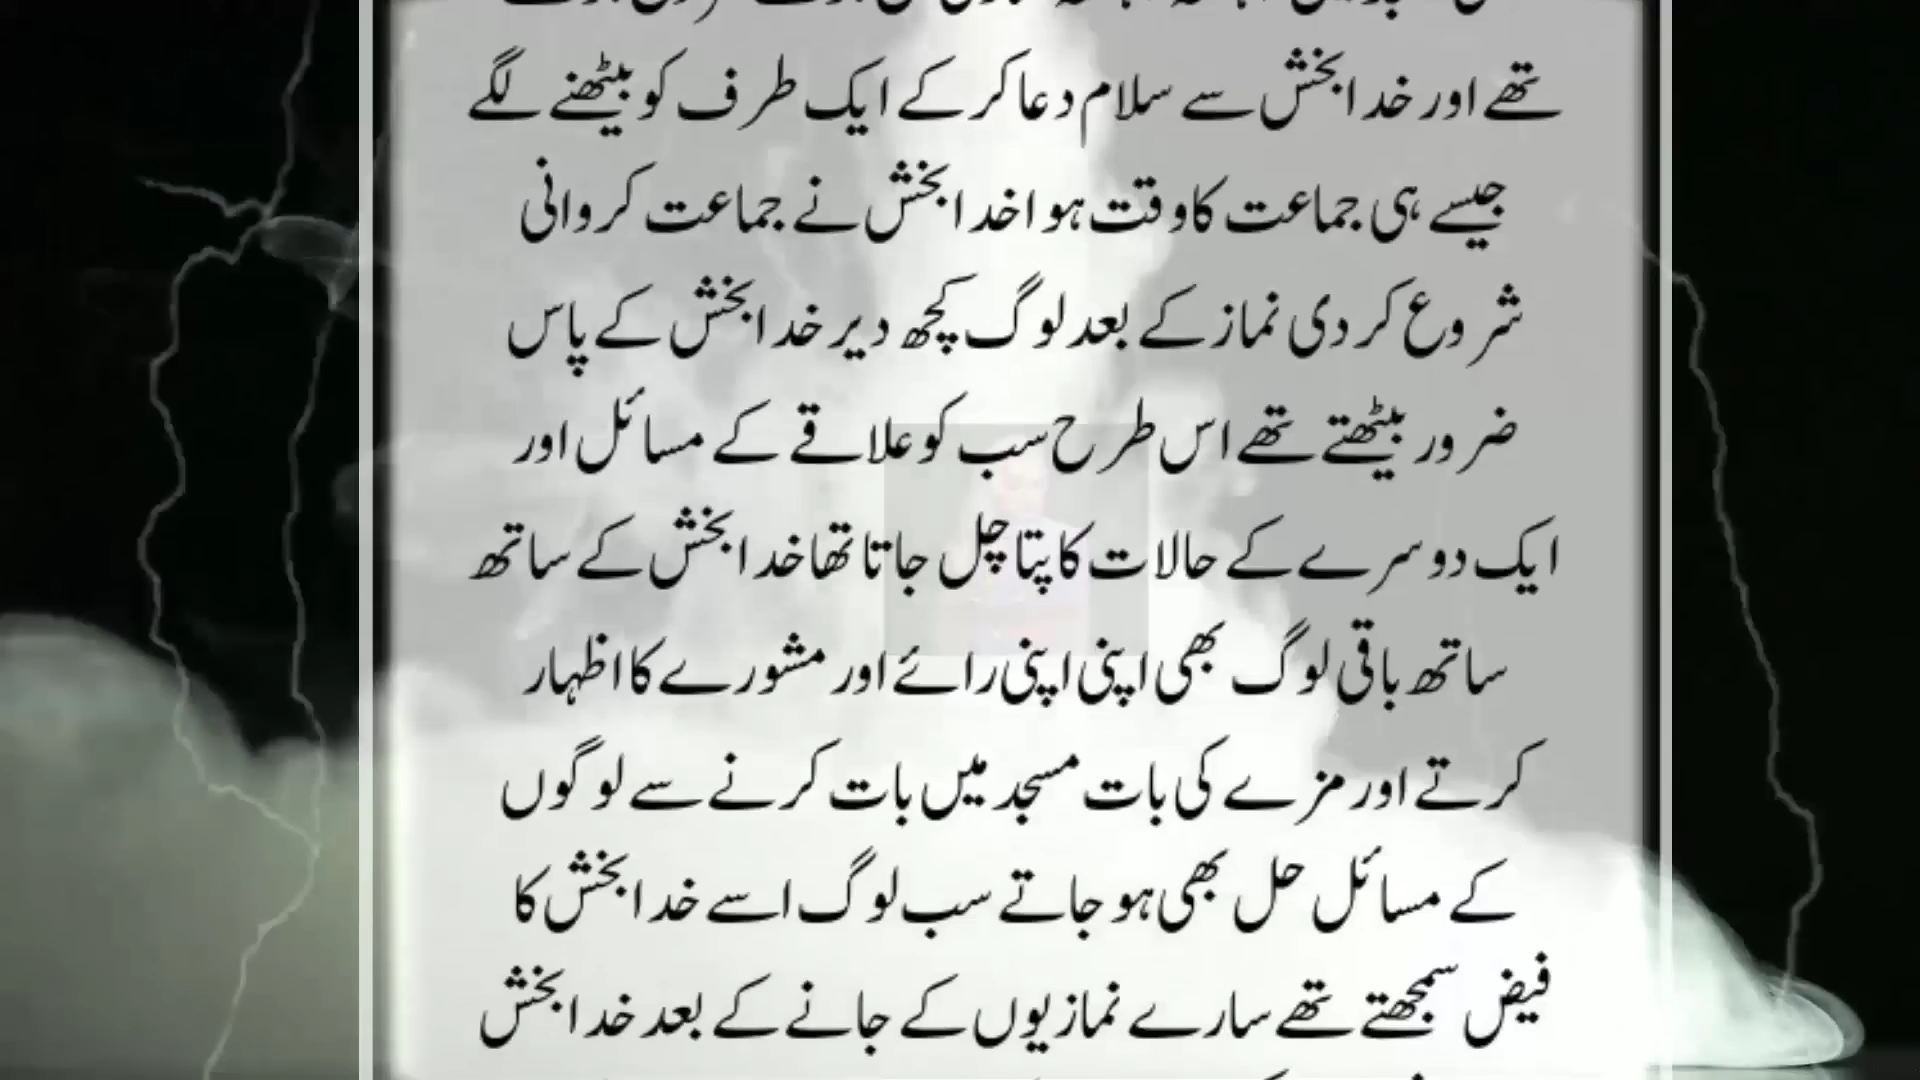 تھے اور خدا بخش سے سلام دعا کر کے ایک طرف کو بیٹھنے لگے
جیسے ہی جماعت کا وقت ہوا خدا بخش نے جماعت کروانی
شروع کر دی نماز کے بعد لوگ کچھ دیر خدا بخش کے پاس
ضرور بیٹھتے تھے اس طرح سب کو علاقے کے مسائل اور
ایک دوسرے کے حالات کا پتا چل جاتا تھا خدا بخش کے ساتھ
ساتھ باقی لوگ بھی اپنی اپنی رائے اور مشورے کا اظہار
کرتے اور مزے کی بات مسجد میں بات کرنے سے لوگوں
کے مسائل حل بھی ہو جاتے سب لوگ اسے خدا بخش کا
فیض سمجھتے تھے سارے نمازیوں کے جانے کے بعد خدا بخش